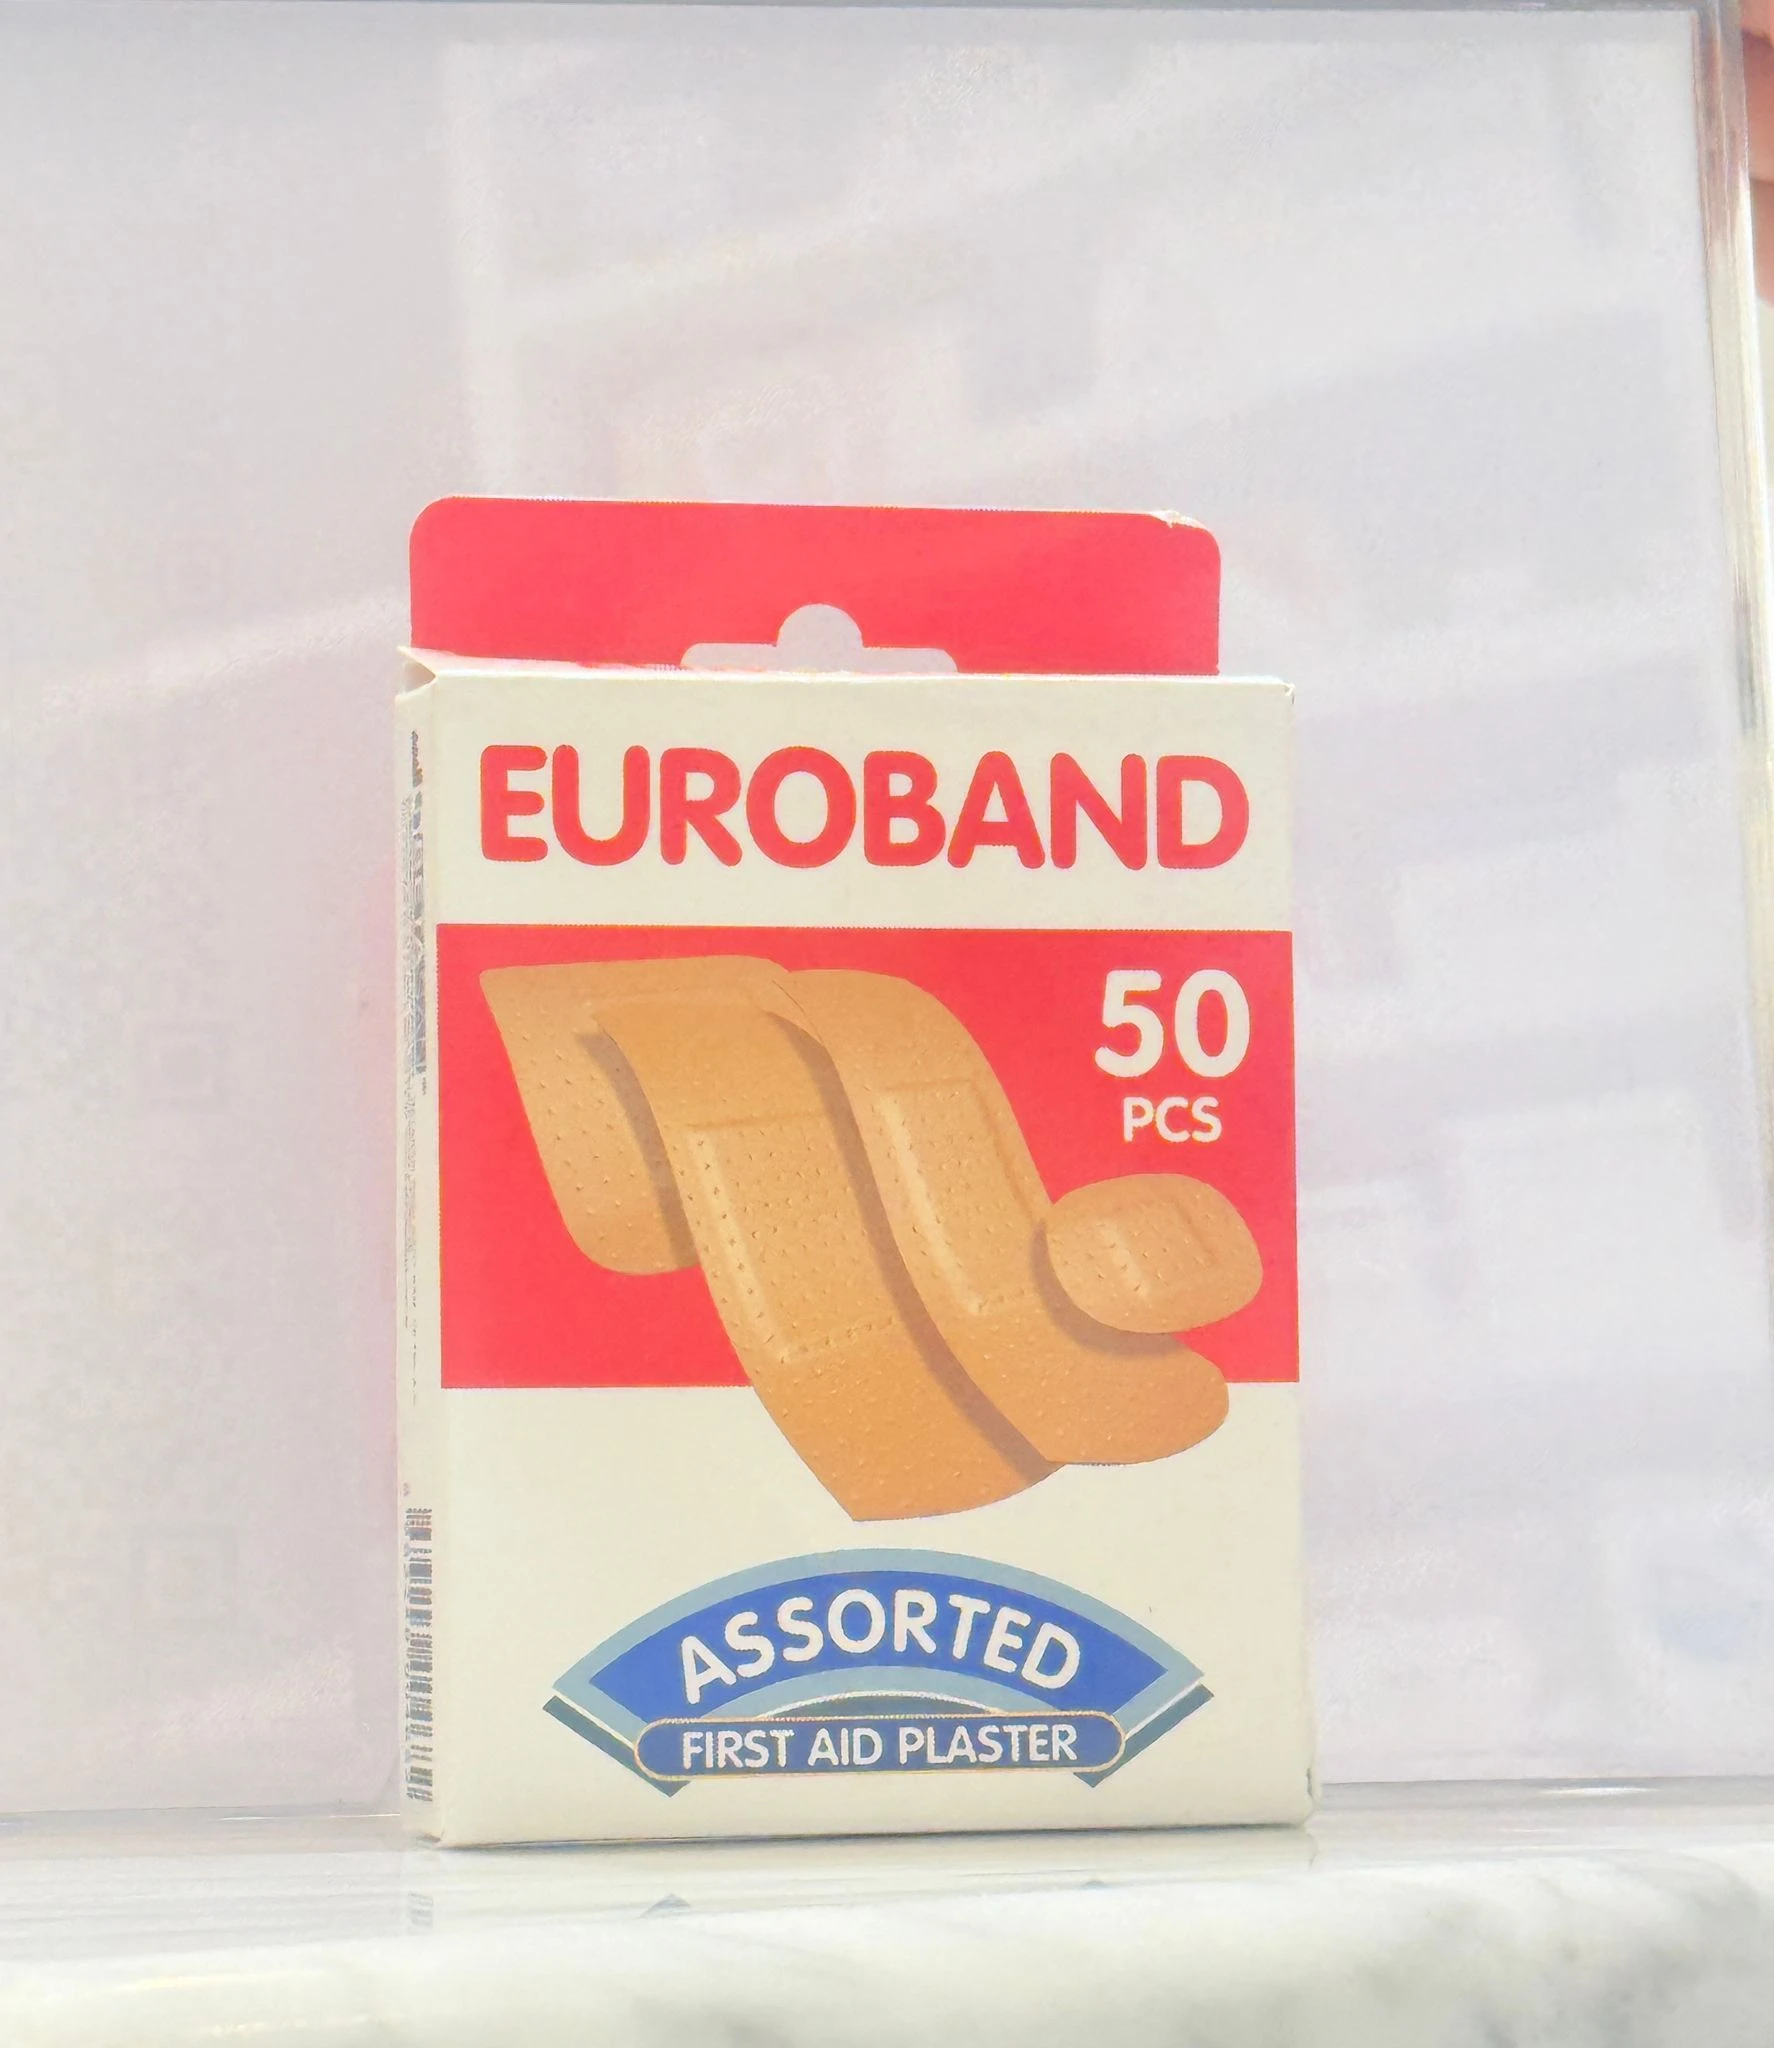 EUROBAND
50
PCS
ASSORTED
FIRST AID PLASTER